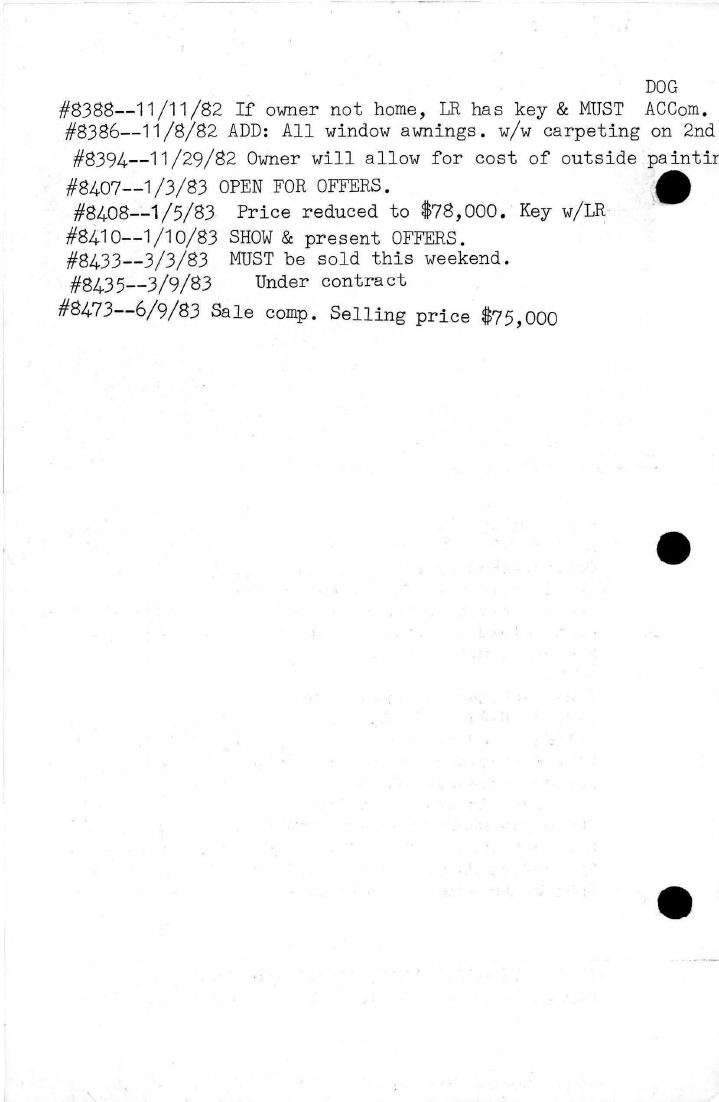 DOG
#8388--11/11/82 If owner not home, LR has key & MUST ACCom.
#8386--11/8/82 ADD: All window awnings. w/w carpeting on 2nd
#8394--11/29/82 Owner will allow for cost of outside paintin
#8407--1/3/83 OPEN FOR OFFERS.
#8408--1/5/83 Price reduced to $78,000. Key w/LR
#8410--1/10/83 SHOW & present OFFERS.
#8433--3/3/83 MUST be sold this weekend.
#8435--3/9/83 Under contract
#8473--6/9/83 Sale comp. Selling price $75,000